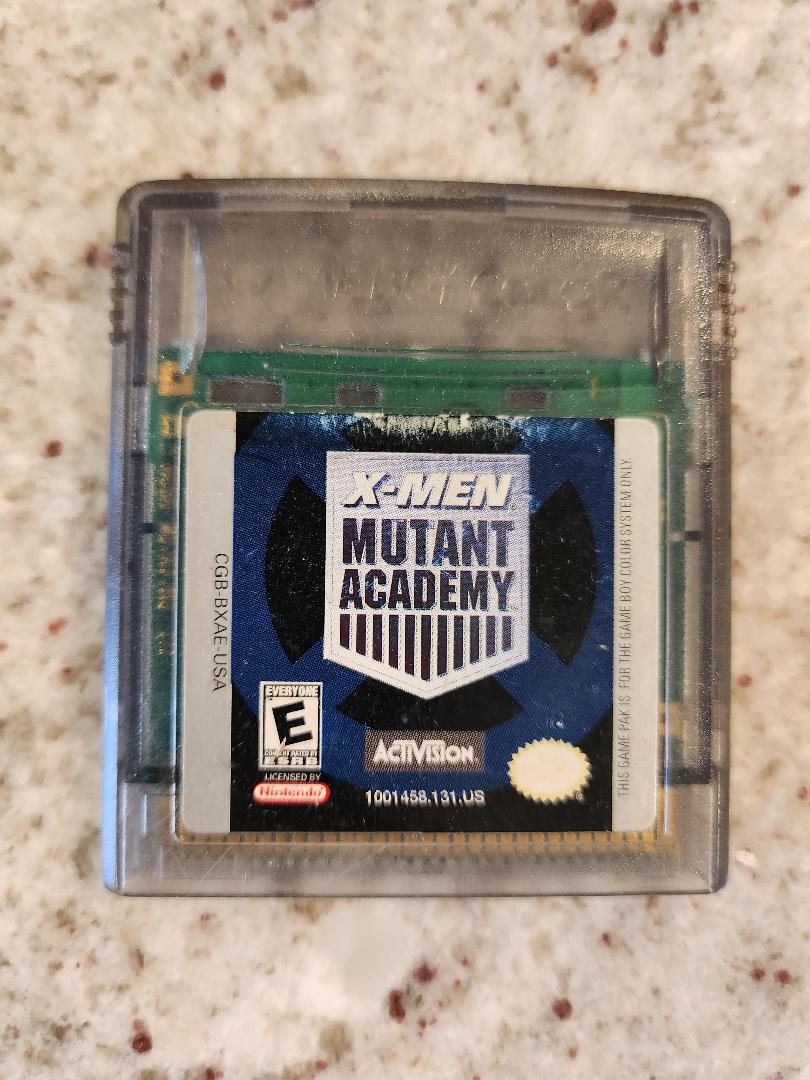 GAME BOY COLOR
X-MEN
MUTANT
ACADEMY
CGB-BXAE-USA
THIS GAME PAK IS FOR THE GAME BOY COLOR SYSTEM ONLY.
EVERYONE
E
CONTENT RATED BY
ESRB
ACTIVISION
LICENSED BY
Nintendo®
1001458.131.US